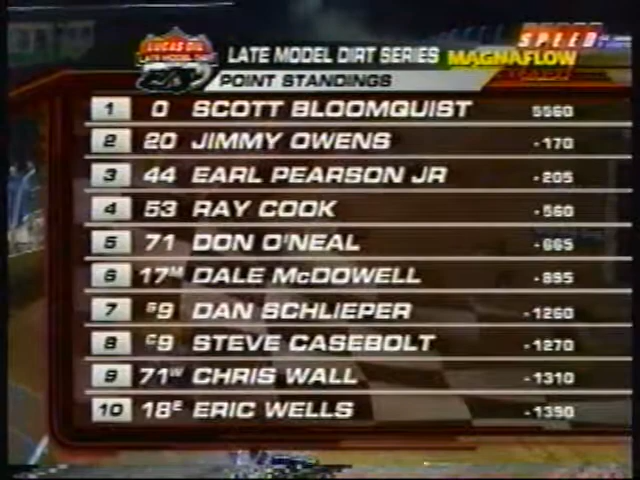 LUCAS OIL
LATE MODEL DIRT
LATE MODEL DIRT SERIES
MAGNAFLOW
SPEED
POINT STANDINGS
1 0 SCOTT BLOOMQUIST 5560
2 20 JIMMY OWENS -170
3 44 EARL PEARSON JR -205
4 53 RAY COOK -560
5 71 DON O'NEAL -665
6 17M DALE McDOWELL -895
7 S9 DAN SCHLIEPER -1260
8 C9 STEVE CASEBOLT -1270
9 71W CHRIS WALL -1310
10 18E ERIC WELLS -1390